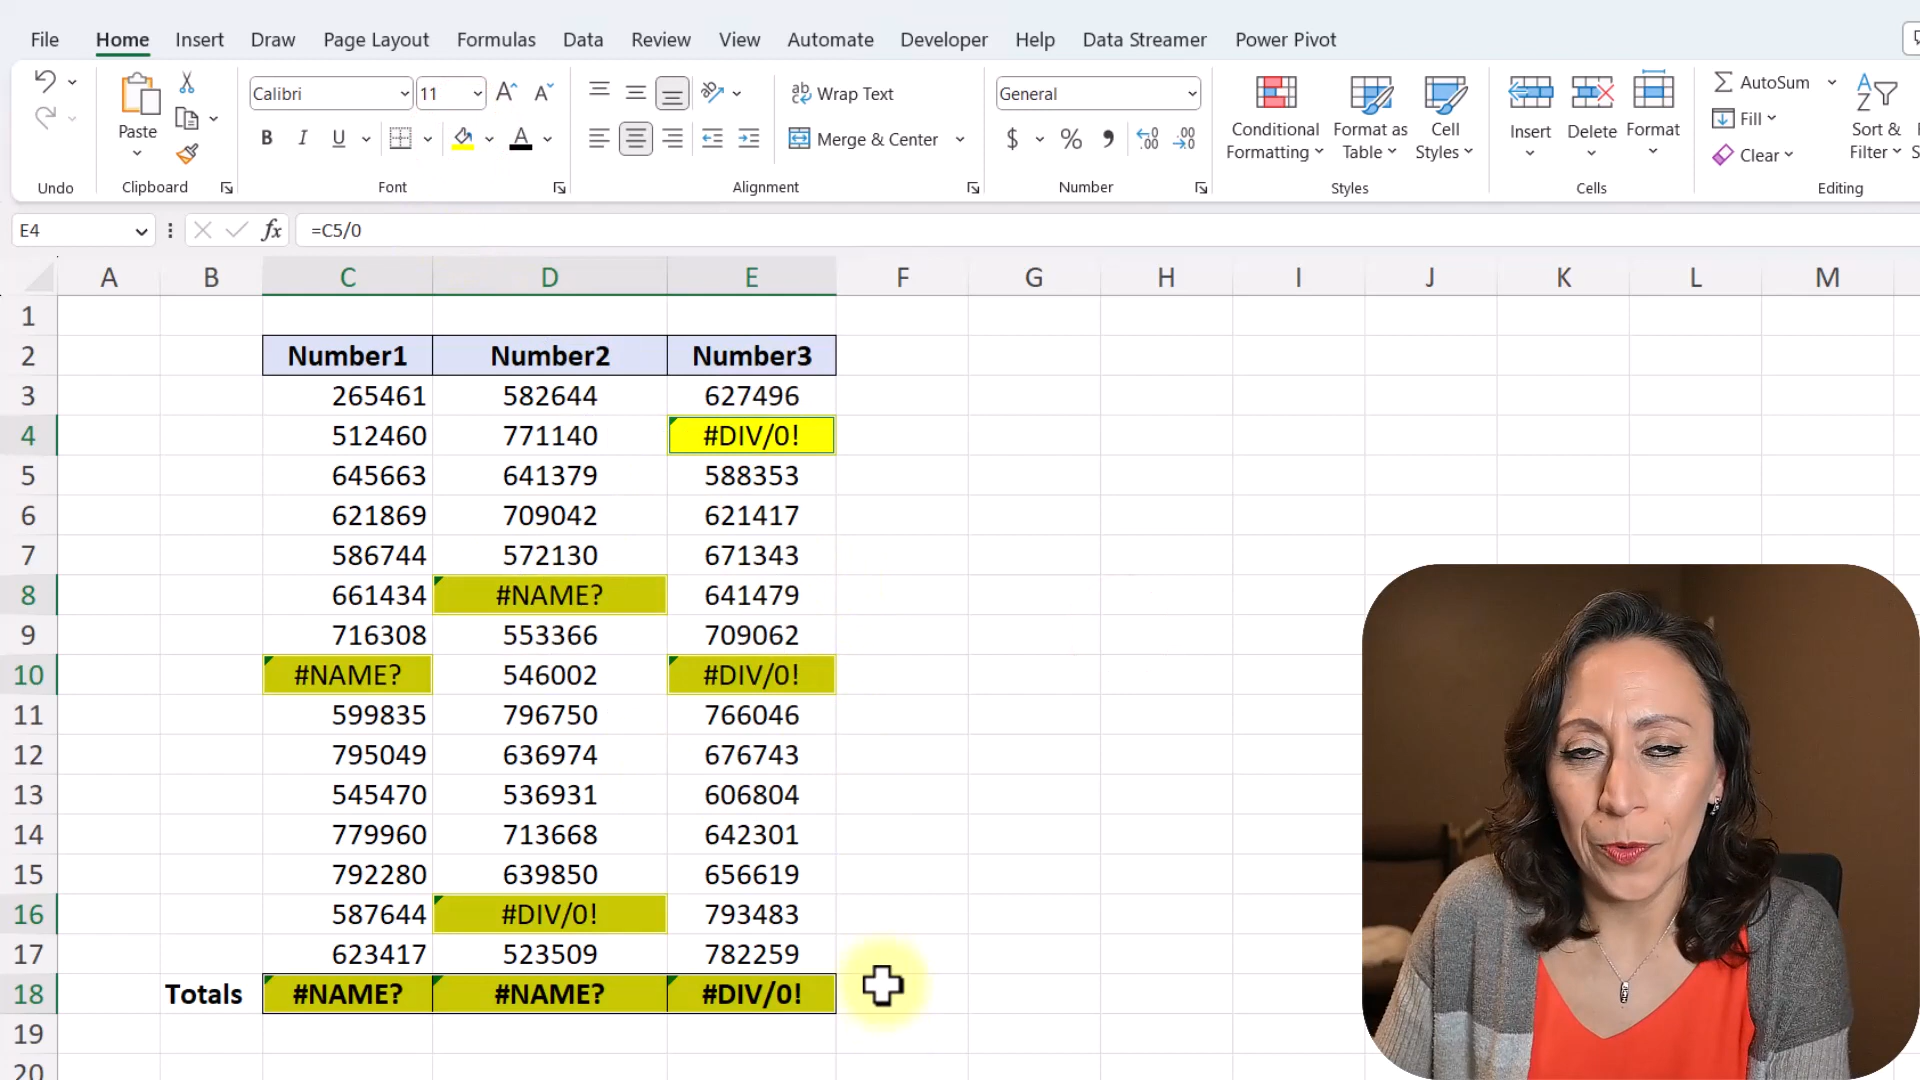 File Home Insert Draw Page Layout Formulas Data Review View Automate Developer Help Data Streamer Power Pivot
Calibri 11 Wrap Text General AutoSum
Paste B I U Merge & Center $ % Conditional Formatting Format as Table Cell Styles Insert Delete Format Fill Clear Sort & Filter
Undo Clipboard Font Alignment Number Styles Cells Editing
E4 fx =C5/0
A B C D E F G H I J K L M
1
2 Number1 Number2 Number3
3 265461 582644 627496
4 512460 771140 #DIV/0!
5 645663 641379 588353
6 621869 709042 621417
7 586744 572130 671343
8 661434 #NAME? 641479
9 716308 553366 709062
10 #NAME? 546002 #DIV/0!
11 599835 796750 766046
12 795049 636974 676743
13 545470 536931 606804
14 779960 713668 642301
15 792280 639850 656619
16 587644 #DIV/0! 793483
17 623417 523509 782259
18 Totals #NAME? #NAME? #DIV/0!
19
20